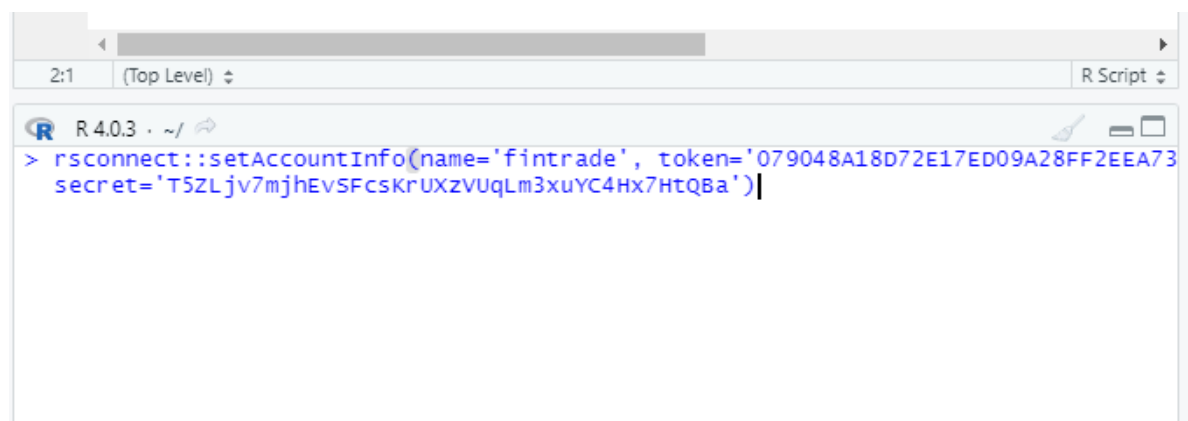 2:1 (Top Level) R Script
R 4.0.3 · ~/
> rsconnect::setAccountInfo(name='fintrade', token='079048A18D72E17ED09A28FF2EEA73
secret='T5ZLjv7mjhEvSFcsKrUXzVUqLm3xuYC4Hx7HtQBa')